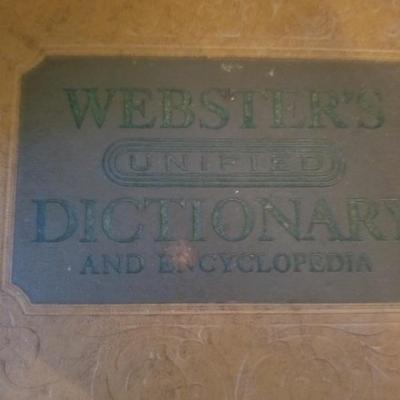 WEBSTER'S
UNIFIED
DICTIONARY
AND ENCYCLOPEDIA